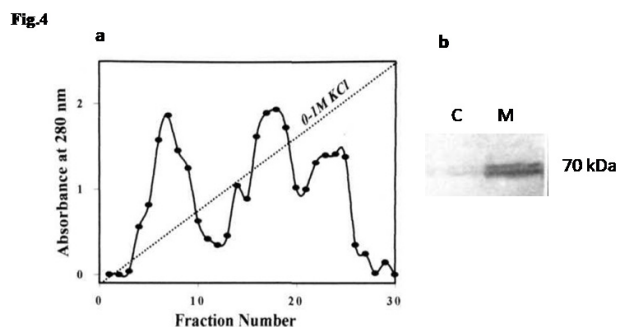 Fig.4
a
b
2
1
0
Absorbance at 280 nm
0-1M KCl
0
10
20
30
Fraction Number
C M
70 kDa